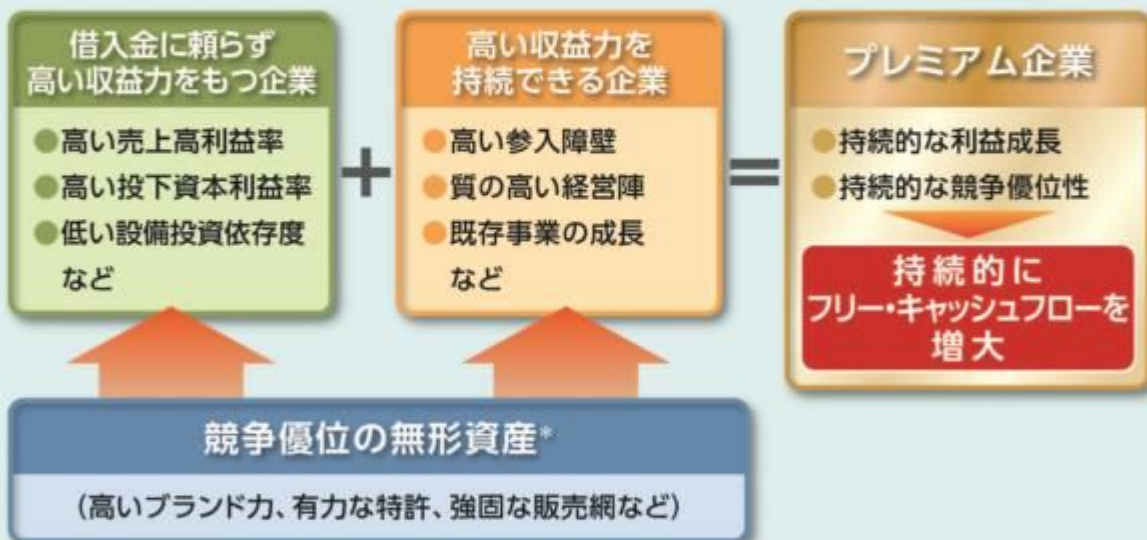 借入金に頼らず
高い収益力をもつ企業
●高い売上高利益率
●高い投下資本利益率
●低い設備投資依存度
など
+
高い収益力を
持続できる企業
●高い参入障壁
●質の高い経営陣
●既存事業の成長
など
=
プレミアム企業
●持続的な利益成長
●持続的な競争優位性
持続的に
フリー・キャッシュフローを
増大
競争優位の無形資産*
(高いブランド力、有力な特許、強固な販売網など)